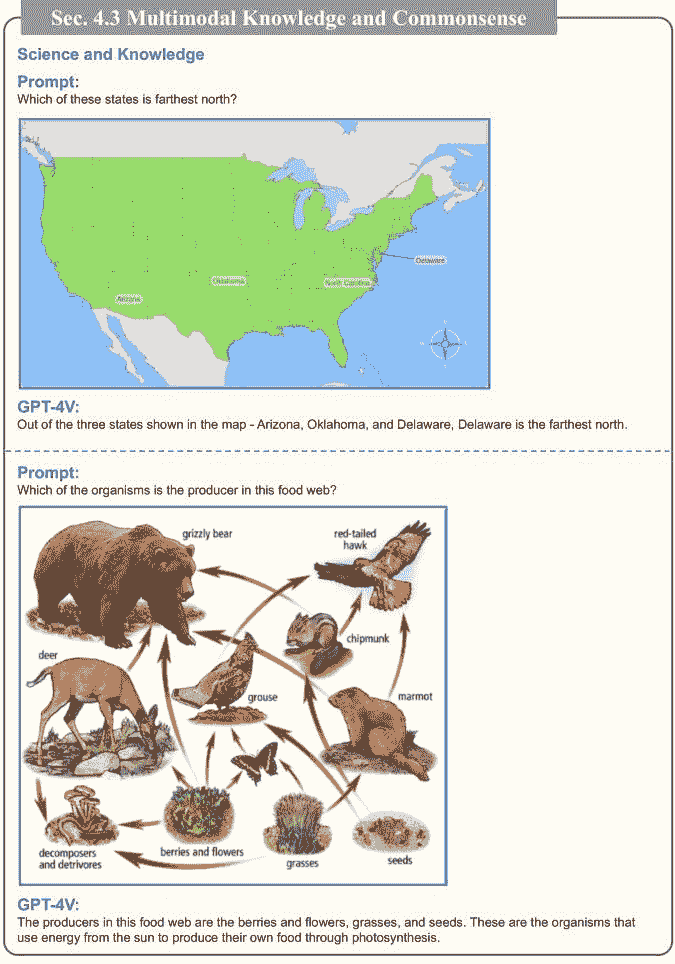 Sec. 4.3 Multimodal Knowledge and Commonsense
Science and Knowledge
Prompt:
Which of these states is farthest north?
Delaware
Oklahoma
North Carolina
Arizona
GPT-4V:
Out of the three states shown in the map - Arizona, Oklahoma, and Delaware, Delaware is the farthest north.
Prompt:
Which of the organisms is the producer in this food web?
grizzly bear
red-tailed
hawk
chipmunk
deer
grouse
marmot
decomposers
and detrivores
berries and flowers
grasses
seeds
GPT-4V:
The producers in this food web are the berries and flowers, grasses, and seeds. These are the organisms that
use energy from the sun to produce their own food through photosynthesis.